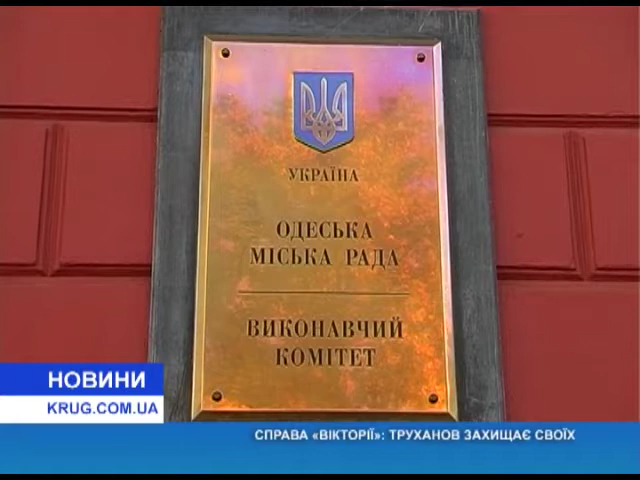 УКРАЇНА
ОДЕСЬКА
МІСЬКА РАДА
ВИКОНАВЧИЙ
КОМІТЕТ
НОВИНИ
KRUG.COM.UA
СПРАВА «ВІКТОРІЇ»: ТРУХАНОВ ЗАХИЩАЄ СВОЇХ